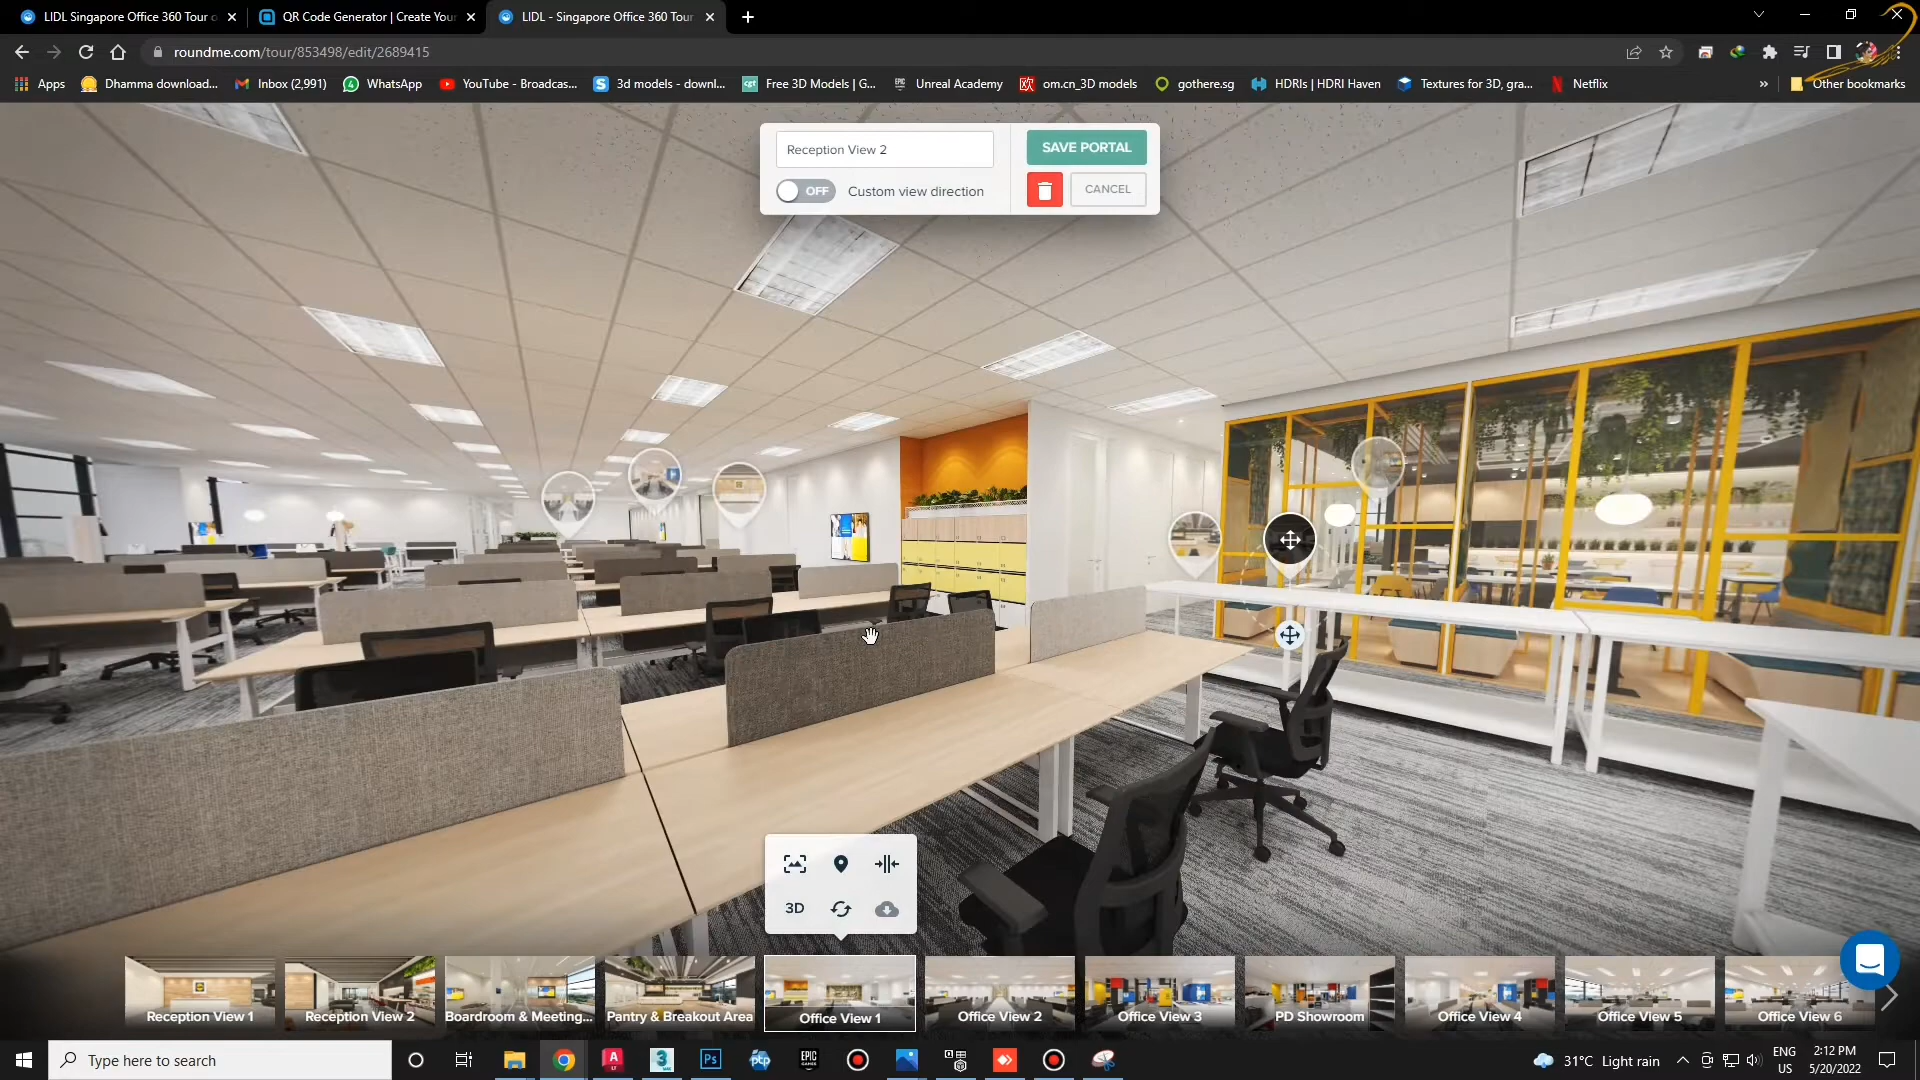 LIDL Singapore Office 360 Tour o
QR Code Generator | Create Your
LIDL - Singapore Office 360 Tour
roundme.com/tour/853498/edit/2689415
Apps
Dhamma download...
Inbox (2,991)
WhatsApp
YouTube - Broadcas...
3d models - downl...
Free 3D Models | G...
Unreal Academy
om.cn_3D models
gothere.sg
HDRIs | HDRI Haven
Textures for 3D, gra...
Netflix
»
Other bookmarks
Reception View 2
SAVE PORTAL
OFF
Custom view direction
CANCEL
3D
Reception View 1
Reception View 2
Boardroom & Meeting...
Pantry & Breakout Area
Office View 1
Office View 2
Office View 3
PD Showroom
Office View 4
Office View 5
Office View 6
Type here to search
31°C Light rain
ENG
US
2:12 PM
5/20/2022